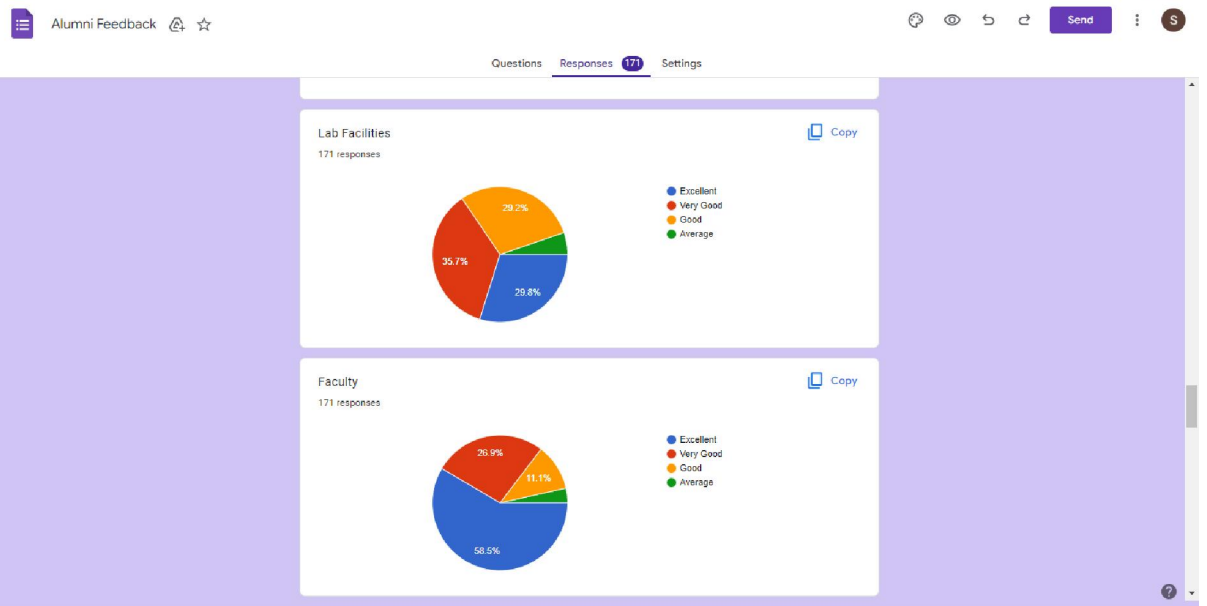 Alumni Feedback
Send
S
Questions
Responses 171
Settings
Lab Facilities
Copy
171 responses
29.2%
35.7%
29.8%
Excellent
Very Good
Good
Average
Faculty
Copy
171 responses
26.9%
11.1%
58.5%
Excellent
Very Good
Good
Average
?